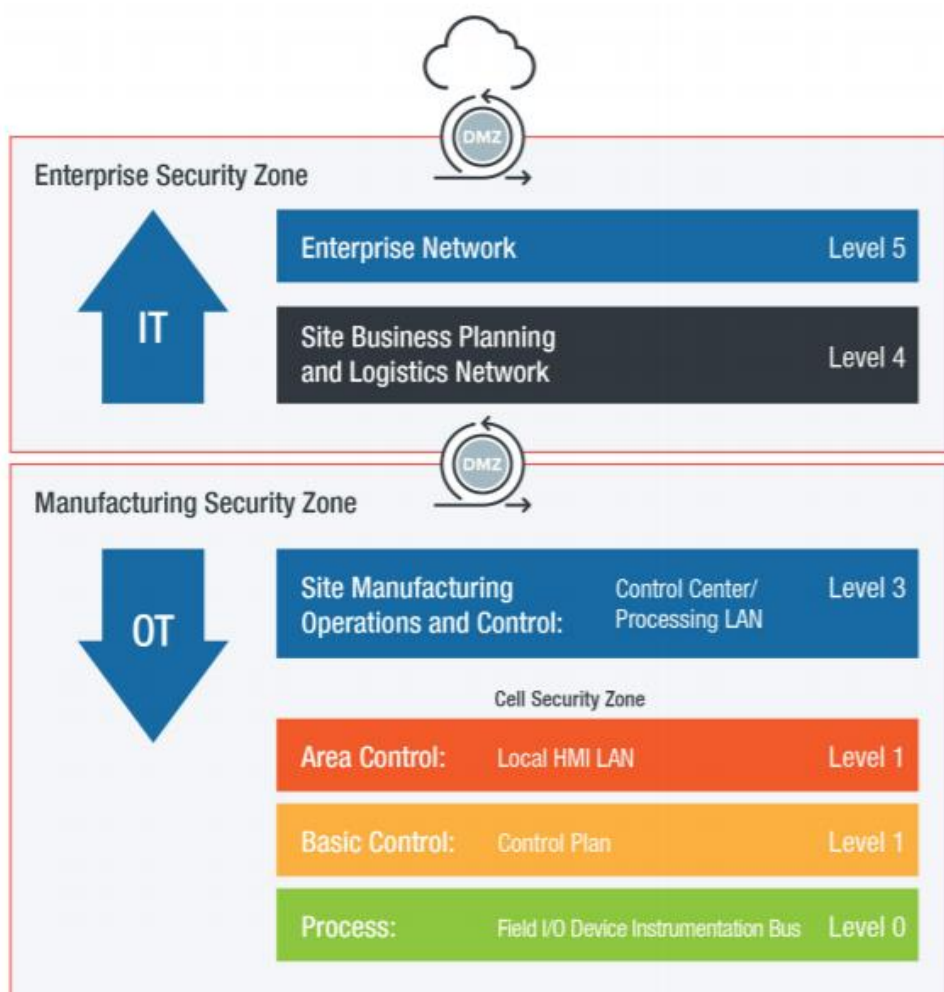 DMZ
Enterprise Security Zone
IT
Enterprise Network
Level 5
Site Business Planning
and Logistics Network
Level 4
DMZ
Manufacturing Security Zone
OT
Site Manufacturing
Operations and Control:
Control Center/
Processing LAN
Level 3
Cell Security Zone
Area Control:
Local HMI LAN
Level 1
Basic Control:
Control Plan
Level 1
Process:
Field I/O Device Instrumentation Bus
Level 0